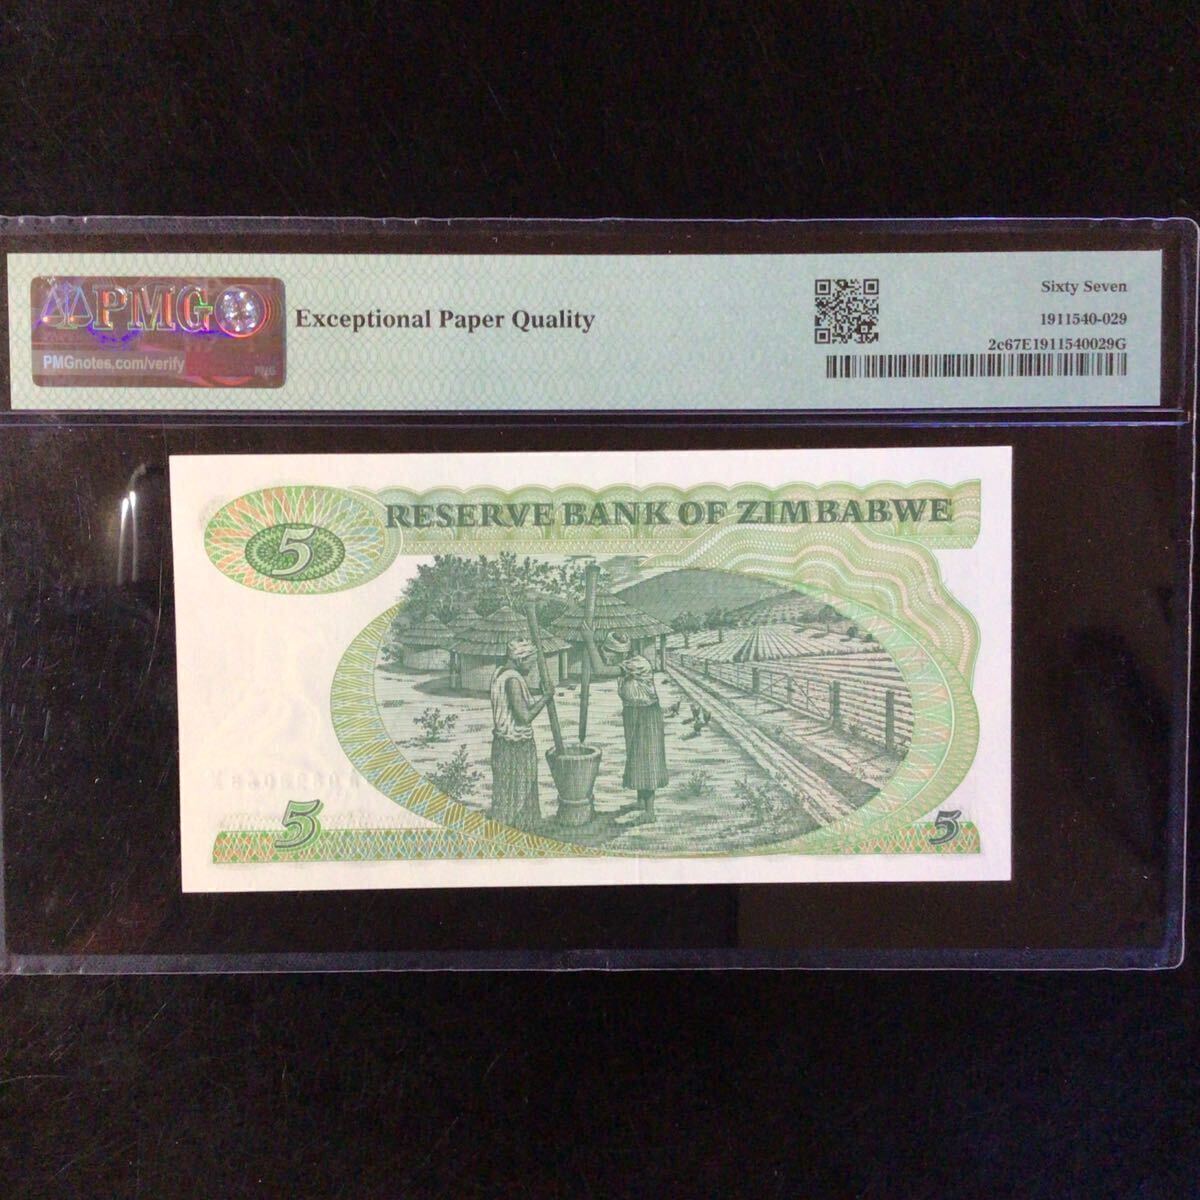 PMG
PMGnotes.com/verify
PMG
Exceptional Paper Quality
Sixty Seven
1911540-029
2c67E1911540029G
5
RESERVE BANK OF ZIMBABWE
5
5